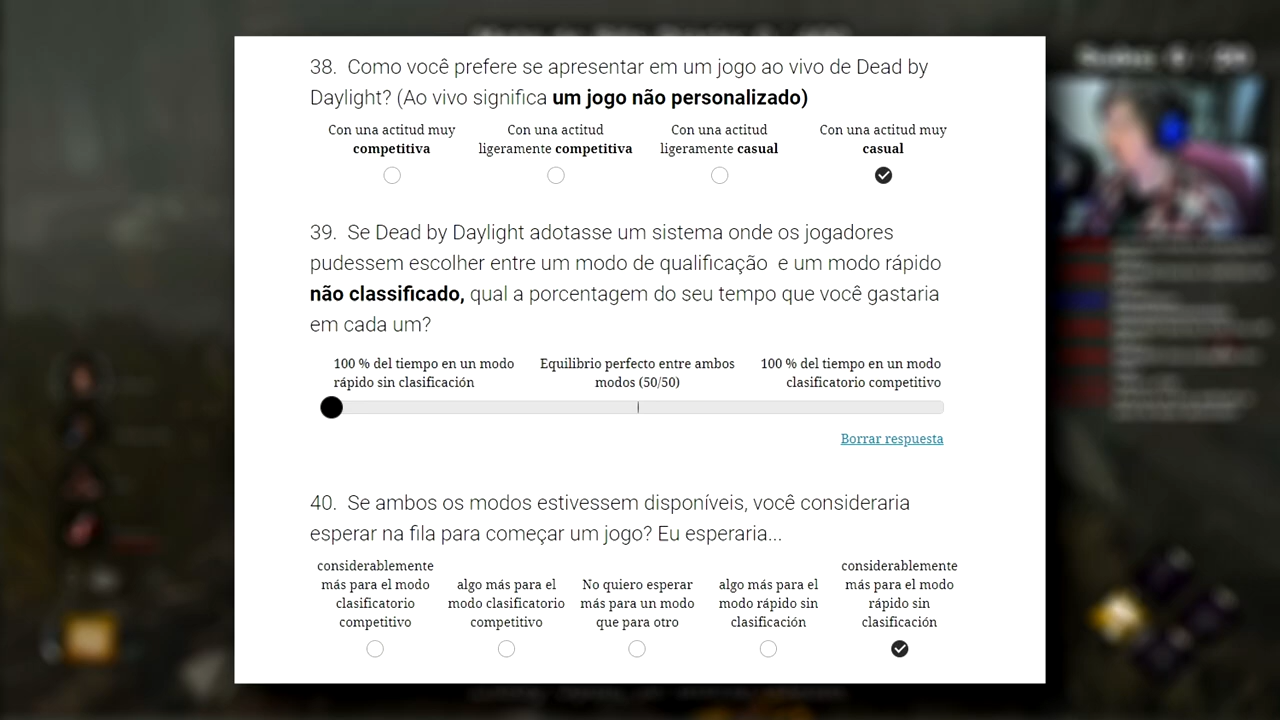 38. Como você prefere se apresentar em um jogo ao vivo de Dead by
Daylight? (Ao vivo significa um jogo não personalizado)
Con una actitud muy competitiva
Con una actitud ligeramente competitiva
Con una actitud ligeramente casual
Con una actitud muy casual
39. Se Dead by Daylight adotasse um sistema onde os jogadores
pudessem escolher entre um modo de qualificação e um modo rápido
não classificado, qual a porcentagem do seu tempo que você gastaria
em cada um?
100 % del tiempo en un modo rápido sin clasificación
Equilibrio perfecto entre ambos modos (50/50)
100 % del tiempo en un modo clasificatorio competitivo
Borrar respuesta
40. Se ambos os modos estivessem disponíveis, você consideraria
esperar na fila para começar um jogo? Eu esperaria...
considerablemente más para el modo clasificatorio competitivo
algo más para el modo clasificatorio competitivo
No quiero esperar más para un modo que para otro
algo más para el modo rápido sin clasificación
considerablemente más para el modo rápido sin clasificación